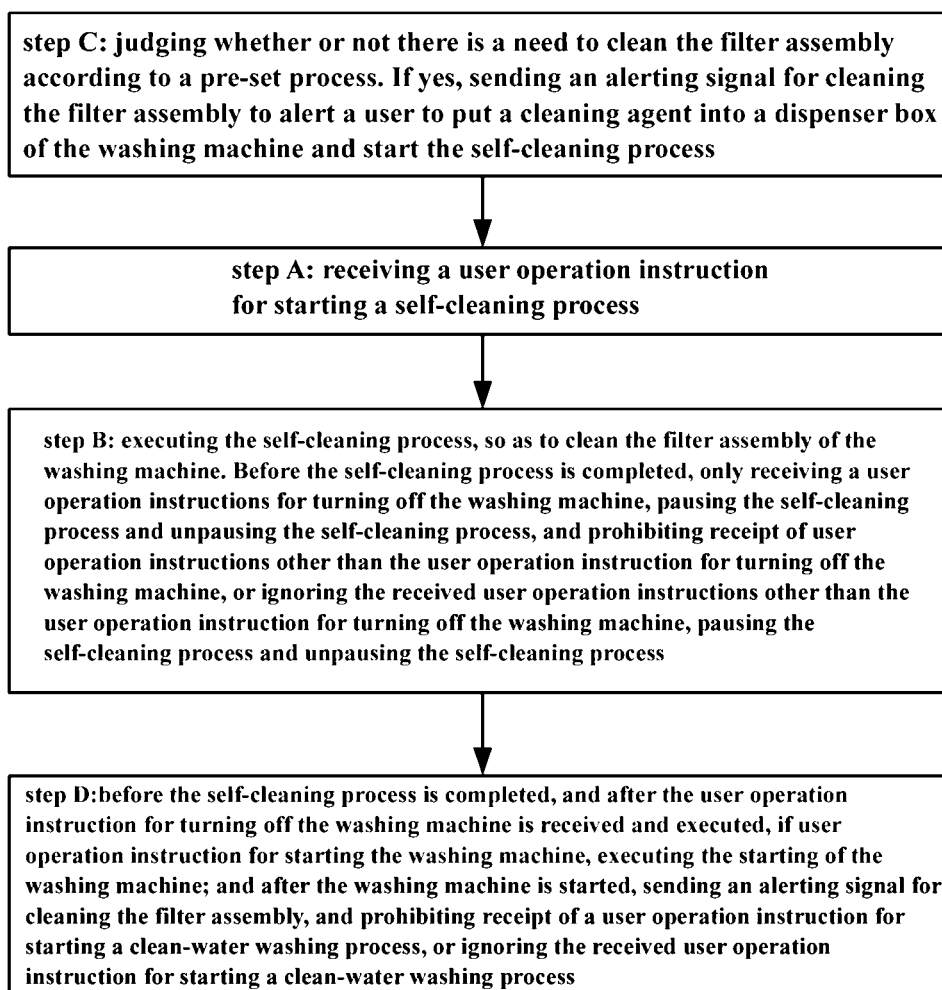 step C: judging whether or not there is a need to clean the filter assembly
according to a pre-set process. If yes, sending an alerting signal for cleaning
the filter assembly to alert a user to put a cleaning agent into a dispenser box
of the washing machine and start the self-cleaning process
step A: receiving a user operation instruction
for starting a self-cleaning process
step B: executing the self-cleaning process, so as to clean the filter assembly of the
washing machine. Before the self-cleaning process is completed, only receiving a user
operation instructions for turning off the washing machine, pausing the self-cleaning
process and unpausing the self-cleaning process, and prohibiting receipt of user
operation instructions other than the user operation instruction for turning off the
washing machine, or ignoring the received user operation instructions other than the
user operation instruction for turning off the washing machine, pausing the
self-cleaning process and unpausing the self-cleaning process
step D:before the self-cleaning process is completed, and after the user operation
instruction for turning off the washing machine is received and executed, if user
operation instruction for starting the washing machine, executing the starting of the
washing machine; and after the washing machine is started, sending an alerting signal for
cleaning the filter assembly, and prohibiting receipt of a user operation instruction for
starting a clean-water washing process, or ignoring the received user operation
instruction for starting a clean-water washing process